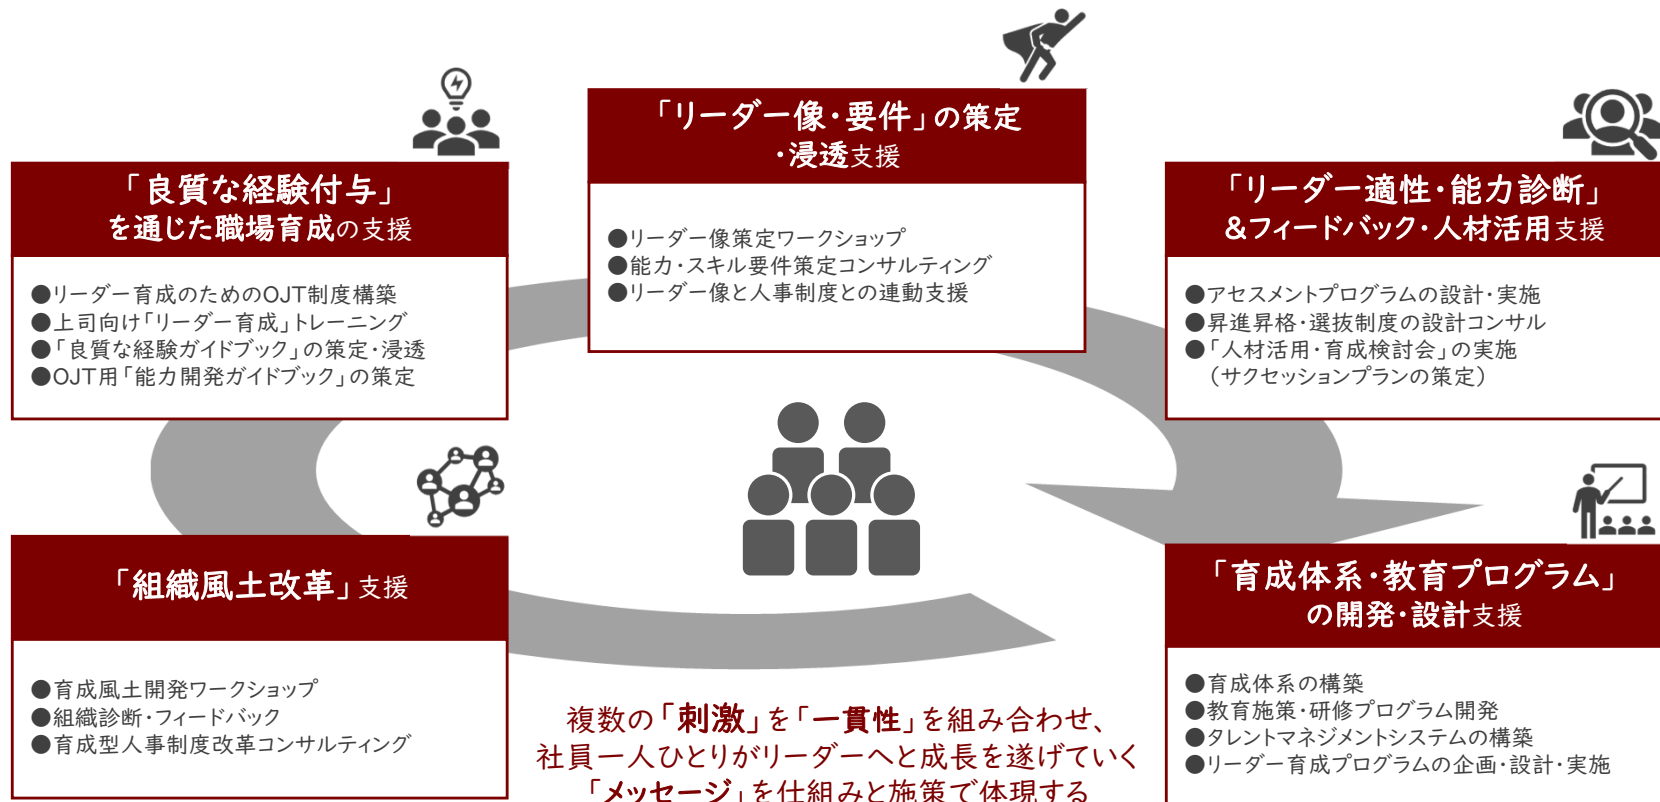 「リーダー像・要件」の策定
・浸透支援
●リーダー像策定ワークショップ
●能力・スキル要件策定コンサルティング
●リーダー像と人事制度との連動支援
「良質な経験付与」
を通じた職場育成の支援
●リーダー育成のためのOJT制度構築
●上司向け「リーダー育成」トレーニング
●「良質な経験ガイドブック」の策定・浸透
●OJT用「能力開発ガイドブック」の策定
「リーダー適性・能力診断」
&フィードバック・人材活用支援
●アセスメントプログラムの設計・実施
●昇進昇格・選抜制度の設計コンサル
●「人材活用・育成検討会」の実施
（サクセッションプランの策定）
「組織風土改革」支援
●育成風土開発ワークショップ
●組織診断・フィードバック
●育成型人事制度改革コンサルティング
「育成体系・教育プログラム」
の開発・設計支援
●育成体系の構築
●教育施策・研修プログラム開発
●タレントマネジメントシステムの構築
●リーダー育成プログラムの企画・設計・実施
複数の「刺激」を「一貫性」を組み合わせ、
社員一人ひとりがリーダーへと成長を遂げていく
「メッセージ」を仕組みと施策で体現する